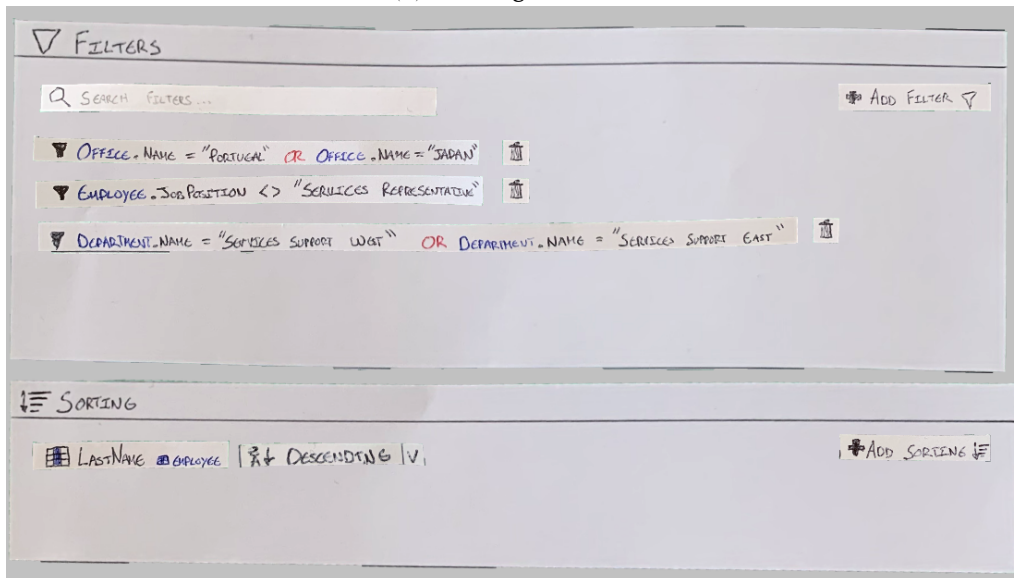 FILTERS
SEARCH FILTERS...
ADD FILTER
OFFICE.NAME = "PORTUGAL" OR OFFICE.NAME = "JAPAN"
EMPLOYEE.JOBPOSITION <> "SERVICES REPRESENTATIVE"
DEPARTMENT.NAME = "SERVICES SUPPORT WEST" OR DEPARTMENT.NAME = "SERVICES SUPPORT EAST"
SORTING
LASTNAME EMPLOYEE | DESCENDING | V
ADD SORTING